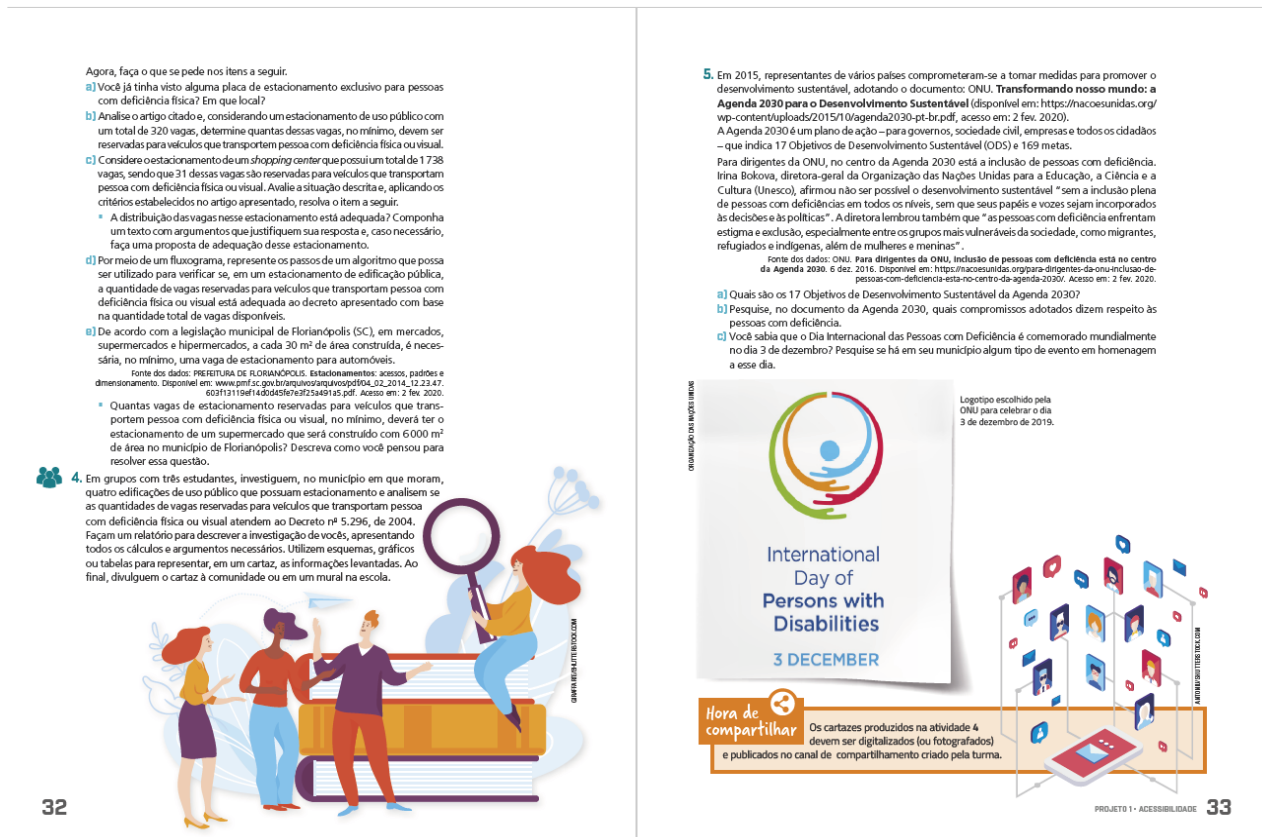 Agora, faça o que se pede nos itens a seguir.
a) Você já tinha visto alguma placa de estacionamento exclusivo para pessoas
com deficiência física? Em que local?
b) Analise o artigo citado e, considerando um estacionamento de uso público com
um total de 320 vagas, determine quantas dessas vagas, no mínimo, devem ser
reservadas para veículos que transportem pessoa com deficiência física ou visual.
c) Considere o estacionamento de um shopping center que possui um total de 1 738
vagas, sendo que 31 dessas vagas são reservadas para veículos que transportam
pessoa com deficiência física ou visual. Avalie a situação descrita e, aplicando os
critérios estabelecidos no artigo apresentado, resolva o item a seguir.
• A distribuição das vagas nesse estacionamento está adequada? Componha
um texto com argumentos que justifiquem sua resposta e, caso necessário,
faça uma proposta de adequação desse estacionamento.
d) Por meio de um fluxograma, represente os passos de um algoritmo que possa
ser utilizado para verificar se, em um estacionamento de edificação pública,
a quantidade de vagas reservadas para veículos que transportam pessoa com
deficiência física ou visual está adequada ao decreto apresentado com base
na quantidade total de vagas disponíveis.
e) De acordo com a legislação municipal de Florianópolis (SC), em mercados,
supermercados e hipermercados, a cada 30 m² de área construída, é neces-
sária, no mínimo, uma vaga de estacionamento para automóveis.
Fonte dos dados: PREFEITURA DE FLORIANÓPOLIS. Estacionamentos: acessos, padrões e
dimensionamento. Disponível em: www.pmf.sc.gov.br/arquivos/arquivos/pdf/04_02_2014_12.23.47.
603f13119ef14d0d45fe7e3f25a491a5.pdf. Acesso em: 2 fev. 2020.
• Quantas vagas de estacionamento reservadas para veículos que trans-
portem pessoa com deficiência física ou visual, no mínimo, deverá ter o
estacionamento de um supermercado que será construído com 6 000 m²
de área no município de Florianópolis? Descreva como você pensou para
resolver essa questão.
4. Em grupos com três estudantes, investiguem, no município em que moram,
quatro edificações de uso público que possuam estacionamento e analisem se
as quantidades de vagas reservadas para veículos que transportam pessoa
com deficiência física ou visual atendem ao Decreto nº 5.296, de 2004.
Façam um relatório para descrever a investigação de vocês, apresentando
todos os cálculos e argumentos necessários. Utilizem esquemas, gráficos
ou tabelas para representar, em um cartaz, as informações levantadas. Ao
final, divulguem o cartaz à comunidade ou em um mural na escola.
GIRAFFA WEJ/SHUTTERSTOCK.COM
32
5. Em 2015, representantes de vários países comprometeram-se a tomar medidas para promover o
desenvolvimento sustentável, adotando o documento: ONU. Transformando nosso mundo: a
Agenda 2030 para o Desenvolvimento Sustentável (disponível em: https://nacoesunidas.org/
wp-content/uploads/2015/10/agenda2030-pt-br.pdf, acesso em: 2 fev. 2020).
A Agenda 2030 é um plano de ação – para governos, sociedade civil, empresas e todos os cidadãos
– que indica 17 Objetivos de Desenvolvimento Sustentável (ODS) e 169 metas.
Para dirigentes da ONU, no centro da Agenda 2030 está a inclusão de pessoas com deficiência.
Irina Bokova, diretora-geral da Organização das Nações Unidas para a Educação, a Ciência e a
Cultura (Unesco), afirmou não ser possível o desenvolvimento sustentável “sem a inclusão plena
de pessoas com deficiências em todos os níveis, sem que seus papéis e vozes sejam incorporados
às decisões e às políticas”. A diretora lembrou também que “as pessoas com deficiência enfrentam
estigma e exclusão, especialmente entre os grupos mais vulneráveis da sociedade, como migrantes,
refugiados e indígenas, além de mulheres e meninas”.
Fonte dos dados: ONU. Para dirigentes da ONU, inclusão de pessoas com deficiência está no centro
da Agenda 2030. 6 dez. 2016. Disponível em: https://nacoesunidas.org/para-dirigentes-da-onu-inclusao-de-
pessoas-com-deficiencia-esta-no-centro-da-agenda-2030/. Acesso em: 2 fev. 2020.
a) Quais são os 17 Objetivos de Desenvolvimento Sustentável da Agenda 2030?
b) Pesquise, no documento da Agenda 2030, quais compromissos adotados dizem respeito às
pessoas com deficiência.
c) Você sabia que o Dia Internacional das Pessoas com Deficiência é comemorado mundialmente
no dia 3 de dezembro? Pesquise se há em seu município algum tipo de evento em homenagem
a esse dia.
ORGANIZAÇÃO DAS NAÇÕES UNIDAS
Logotipo escolhido pela
ONU para celebrar o dia
3 de dezembro de 2019.
International
Day of
Persons with
Disabilities
3 DECEMBER
ANTONIU/SHUTTERSTOCK.COM
Hora de
compartilhar
Os cartazes produzidos na atividade 4
devem ser digitalizados (ou fotografados)
e publicados no canal de compartilhamento criado pela turma.
PROJETO 1 • ACESSIBILIDADE 33